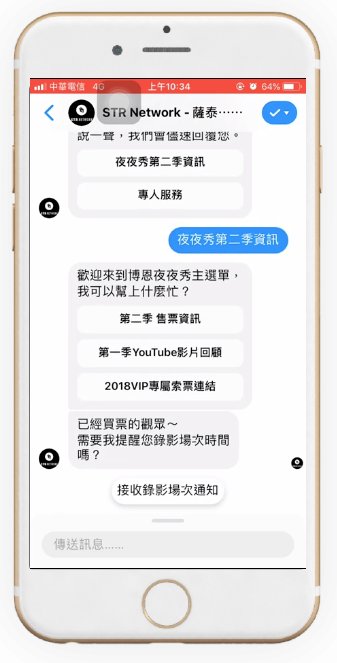 中華電信 4G 上午10:34 64%
STR Network - 薩泰……
說一聲，我們會儘速回覆您。
夜夜秀第二季資訊
專人服務
夜夜秀第二季資訊
歡迎來到博恩夜夜秀主選單，
我可以幫上什麼忙？
第二季 售票資訊
第一季YouTube影片回顧
2018VIP專屬索票連結
已經買票的觀眾～
需要我提醒您錄影場次時間
嗎？
接收錄影場次通知
傳送訊息......